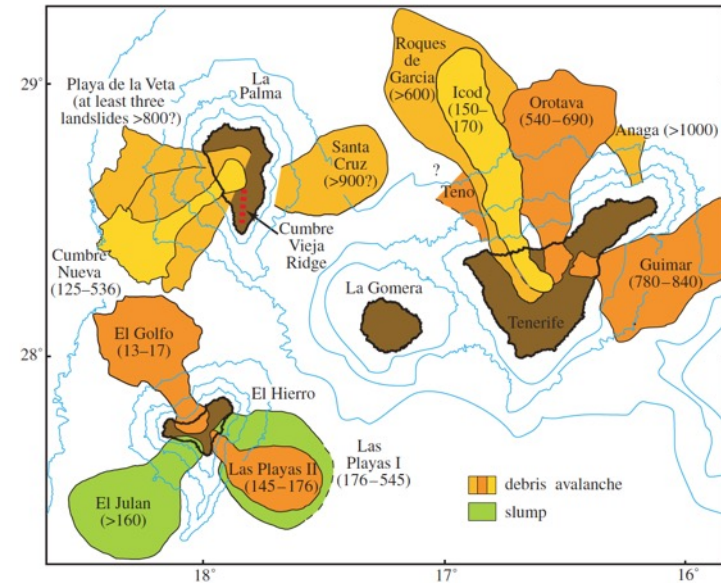 29°
28°
18°
17°
16°
Playa de la Veta
(at least three
landslides >800?)
La
Palma
Santa
Cruz
(>900?)
Cumbre
Vieja
Ridge
Cumbre
Nueva
(125–536)
Roques
de
Garcia
(>600)
Icod
(150–
170)
Orotava
(540–690)
Anaga (>1000)
?
Teno
Guimar
(780–840)
Tenerife
La Gomera
El Golfo
(13–17)
El Hierro
Las Playas II
(145–176)
Las
Playas I
(176–545)
El Julan
(>160)
debris avalanche
slump